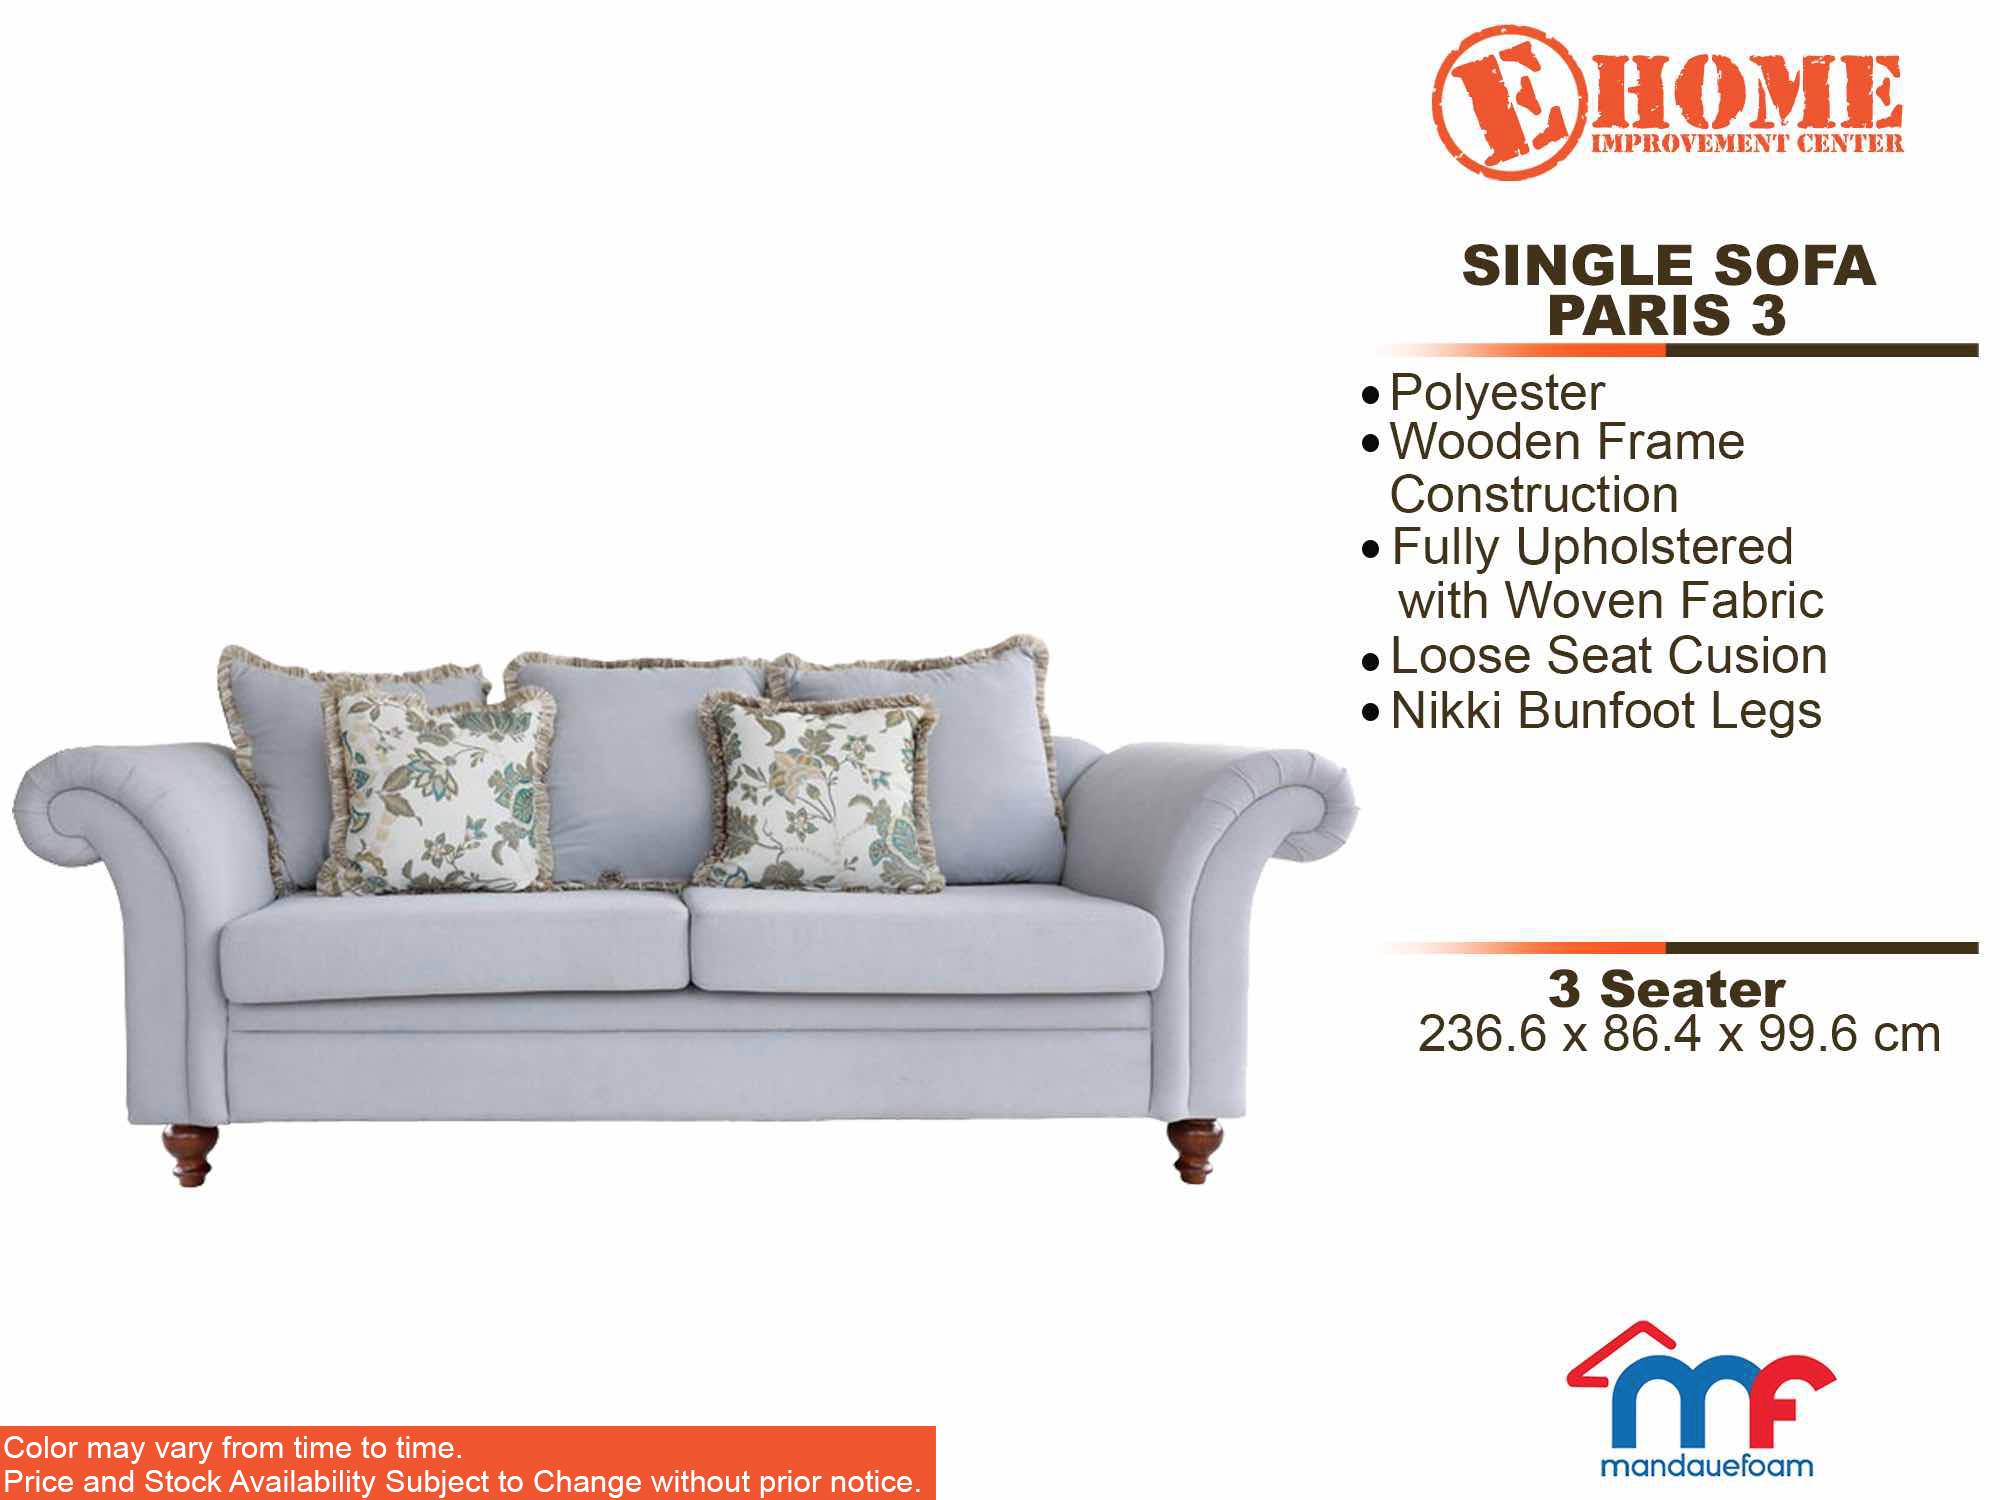 E HOME
IMPROVEMENT CENTER
SINGLE SOFA
PARIS 3
• Polyester
• Wooden Frame
Construction
• Fully Upholstered
with Woven Fabric
• Loose Seat Cusion
• Nikki Bunfoot Legs
3 Seater
236.6 x 86.4 x 99.6 cm
mf
mandauefoam
Color may vary from time to time.
Price and Stock Availability Subject to Change without prior notice.